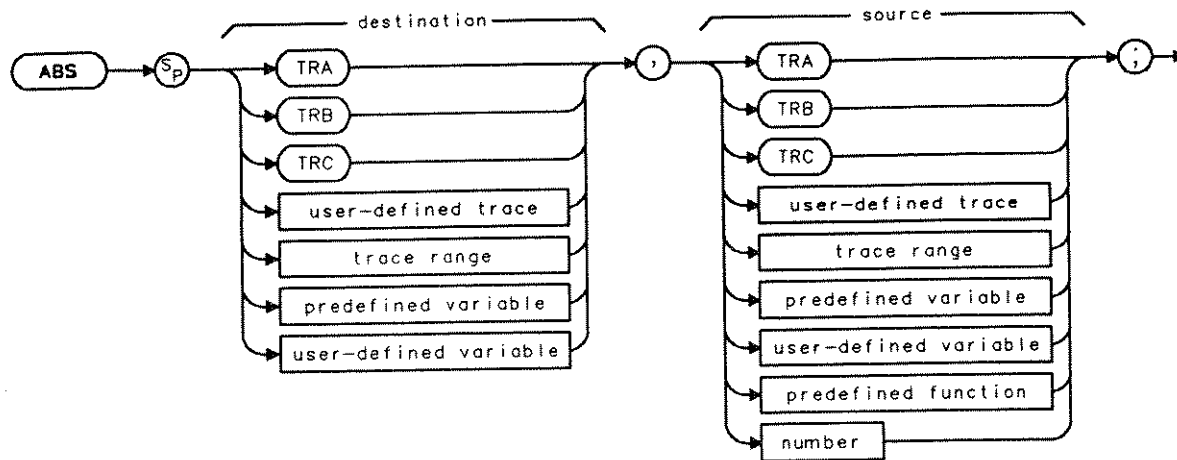 destination
source
ABS
SP
TRA
TRB
TRC
user-defined trace
trace range
predefined variable
user-defined variable
,
TRA
TRB
TRC
user-defined trace
trace range
predefined variable
user-defined variable
predefined function
number
;